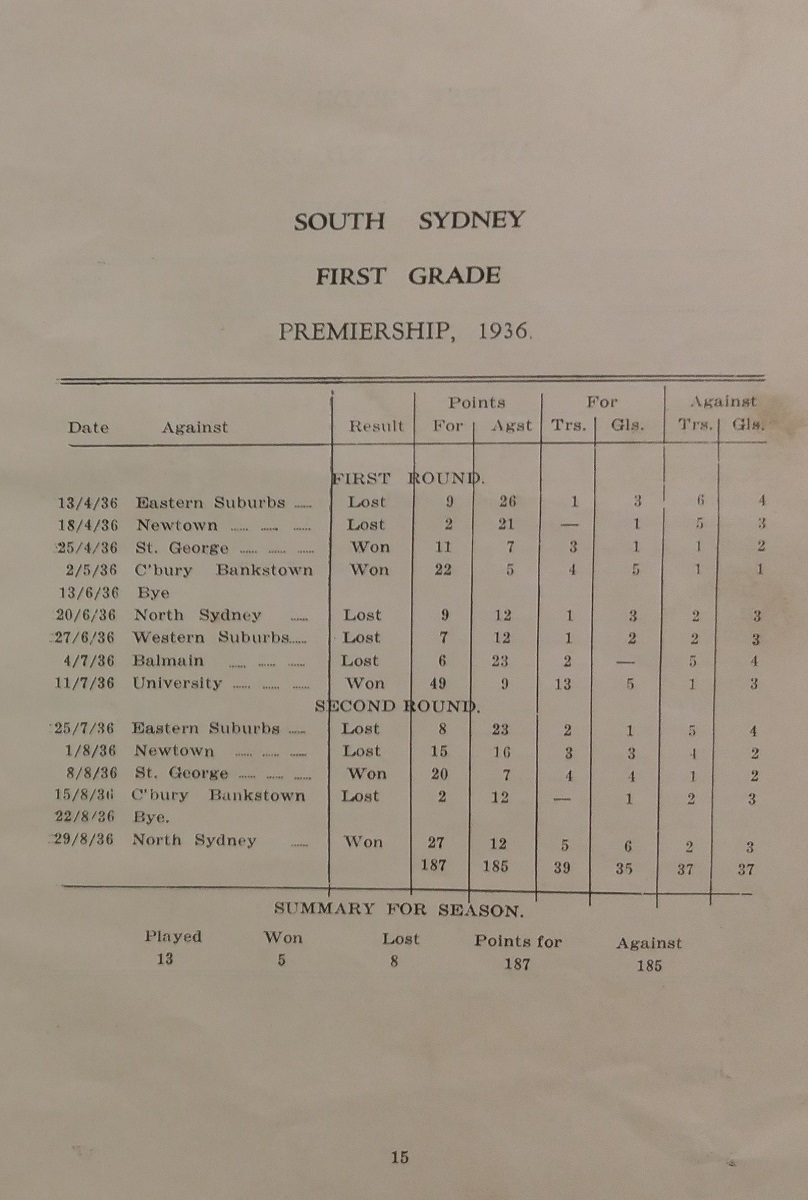 SOUTH SYDNEY
FIRST GRADE
PREMIERSHIP, 1936.
Points For Against
Date Against Result For Agst Trs. Gls. Trs. Gls.
FIRST ROUND.
13/4/36 Eastern Suburbs ...... Lost 9 26 1 3 6 4
18/4/36 Newtown ...... ...... ...... Lost 2 21 — 1 5 3
25/4/36 St. George ...... ...... ...... Won 11 7 3 1 1 2
2/5/36 C'bury Bankstown Won 22 5 4 5 1 1
13/6/36 Bye
20/6/36 North Sydney ...... Lost 9 12 1 3 2 3
27/6/36 Western Suburbs...... Lost 7 12 1 2 2 3
4/7/36 Balmain ...... ...... ...... Lost 6 23 2 — 5 4
11/7/36 University ...... ...... ...... Won 49 9 13 5 1 3
SECOND ROUND.
25/7/36 Eastern Suburbs ...... Lost 8 23 2 1 5 4
1/8/36 Newtown ...... ...... ...... Lost 15 16 3 3 4 2
8/8/36 St. George ...... ...... ...... Won 20 7 4 4 1 2
15/8/36 C'bury Bankstown Lost 2 12 — 1 2 3
22/8/36 Bye.
29/8/36 North Sydney ...... Won 27 12 5 6 2 3
187 185 39 35 37 37
SUMMARY FOR SEASON.
Played Won Lost Points for Against
13 5 8 187 185
15